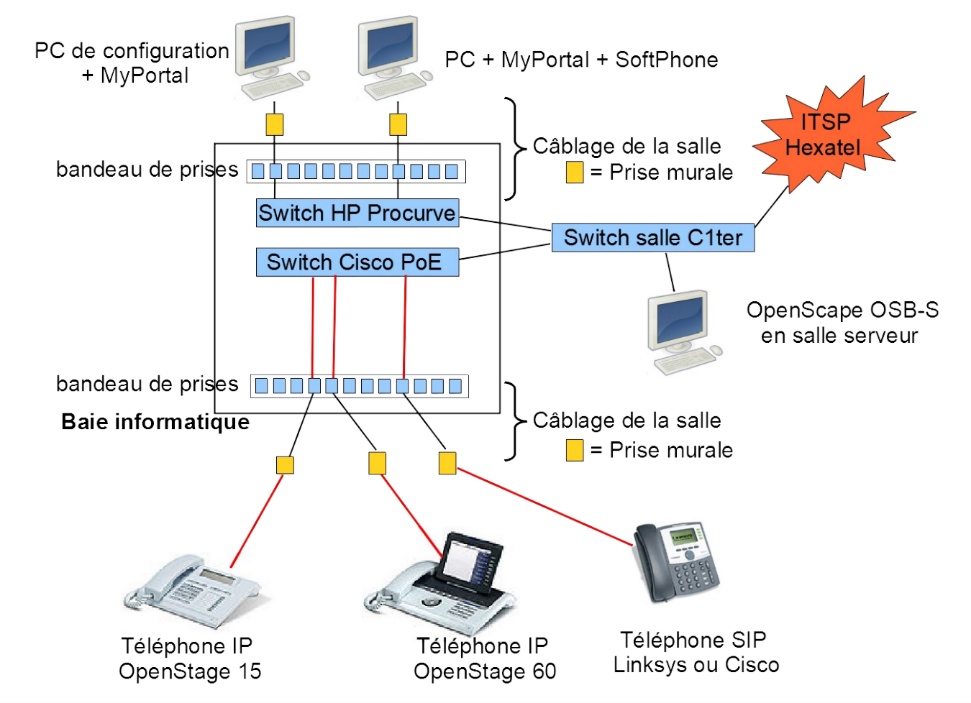 PC de configuration
+ MyPortal
PC + MyPortal + SoftPhone
ITSP
Hexatel
bandeau de prises
Câblage de la salle
= Prise murale
Switch HP Procurve
Switch salle C1ter
Switch Cisco PoE
OpenScape OSB-S
en salle serveur
bandeau de prises
Baie informatique
Câblage de la salle
= Prise murale
Téléphone IP
OpenStage 15
Téléphone IP
OpenStage 60
Téléphone SIP
Linksys ou Cisco